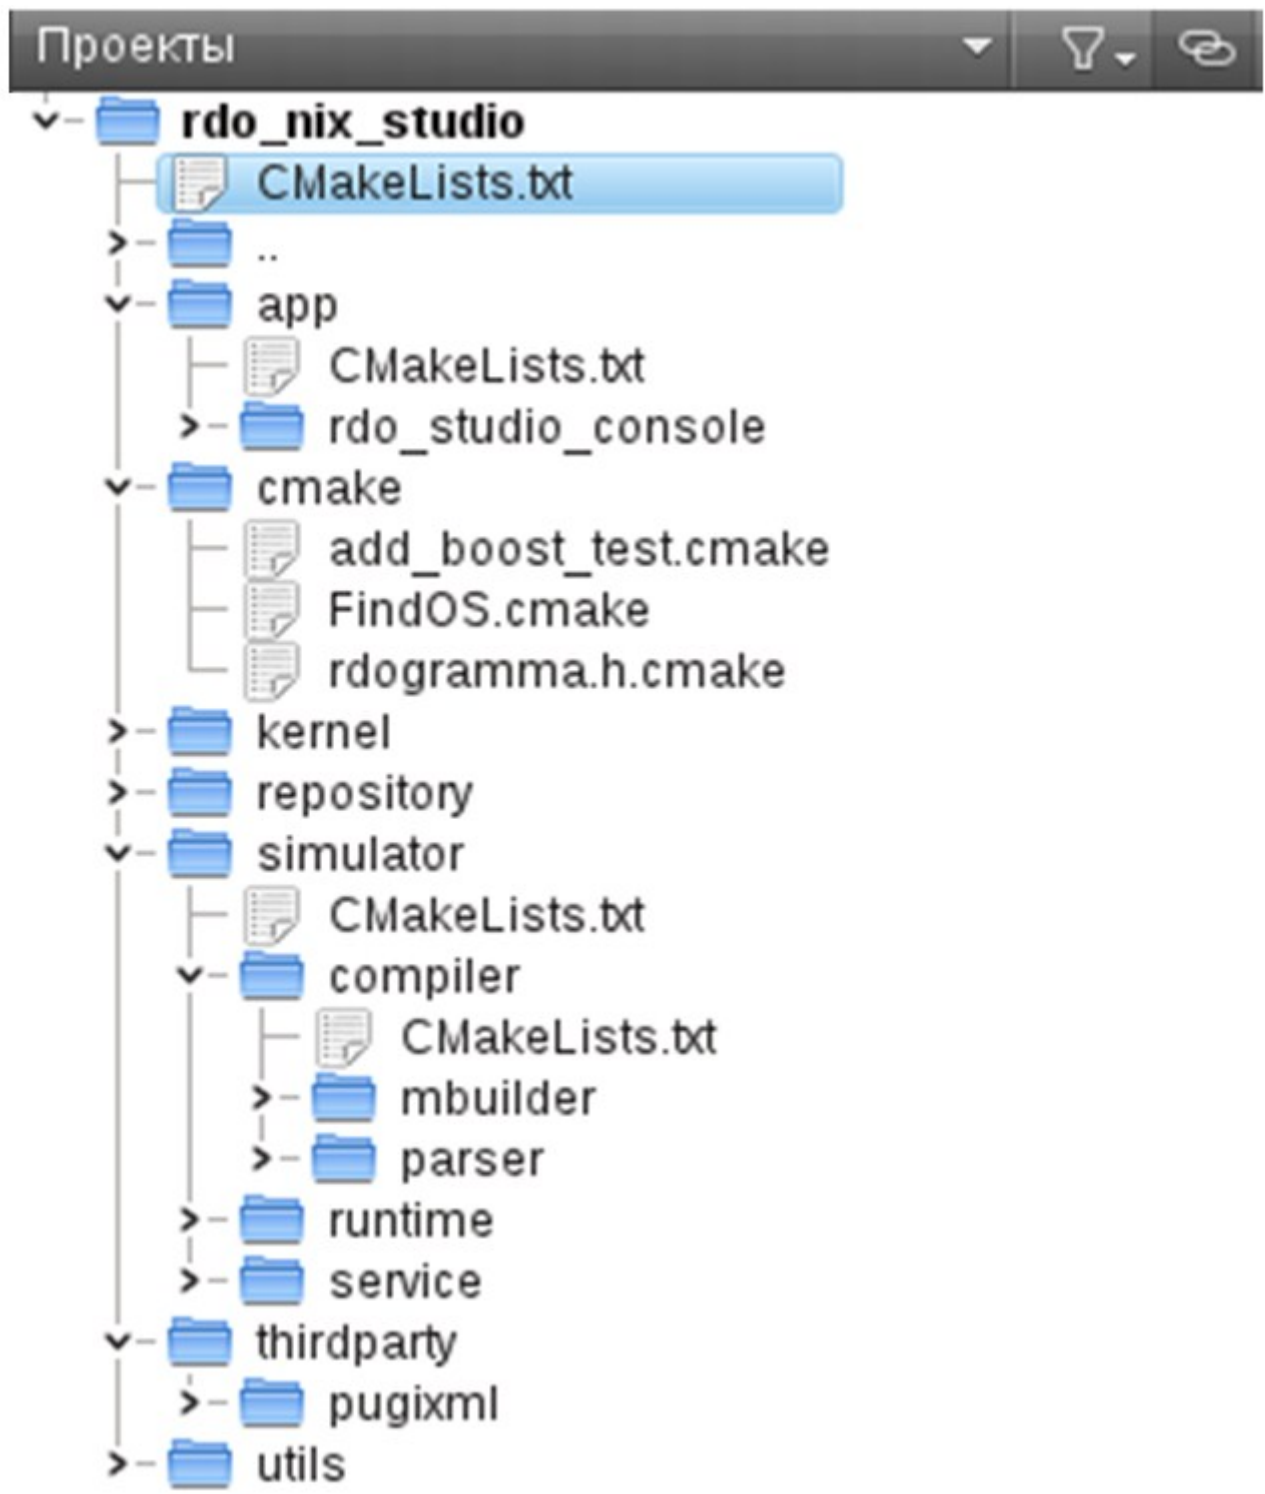 Проекты
rdo_nix_studio
CMakeLists.txt
..
app
CMakeLists.txt
rdo_studio_console
cmake
add_boost_test.cmake
FindOS.cmake
rdogramma.h.cmake
kernel
repository
simulator
CMakeLists.txt
compiler
CMakeLists.txt
mbuilder
parser
runtime
service
thirdparty
pugixml
utils